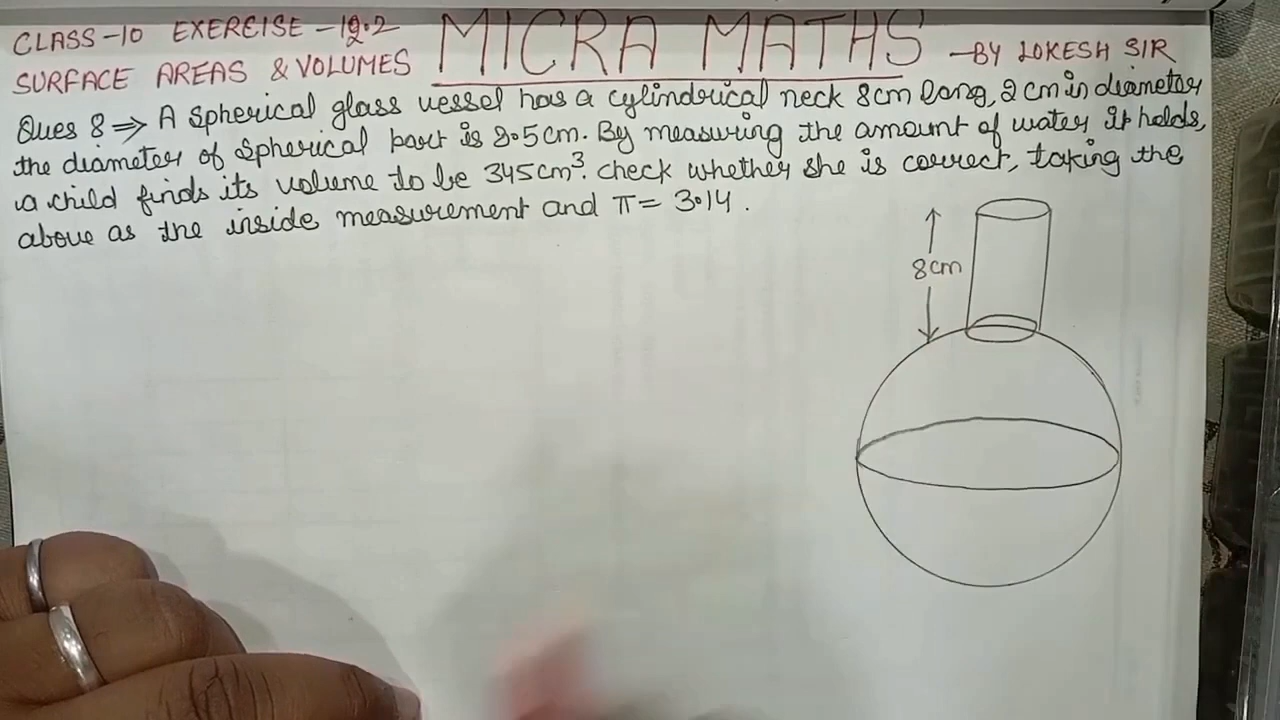 CLASS-10 EXERCISE -12.2
SURFACE AREAS & VOLUMES
MICRA MATHS
-BY LOKESH SIR
Ques 8 ⇒ A spherical glass vessel has a cylindrical neck 8cm long, 2 cm in diameter
the diameter of spherical part is 8.5cm. By measuring the amount of water it holds,
a child finds its volume to be 345cm³. check whether she is correct, taking the
above as the inside measurement and π = 3.14.
8cm